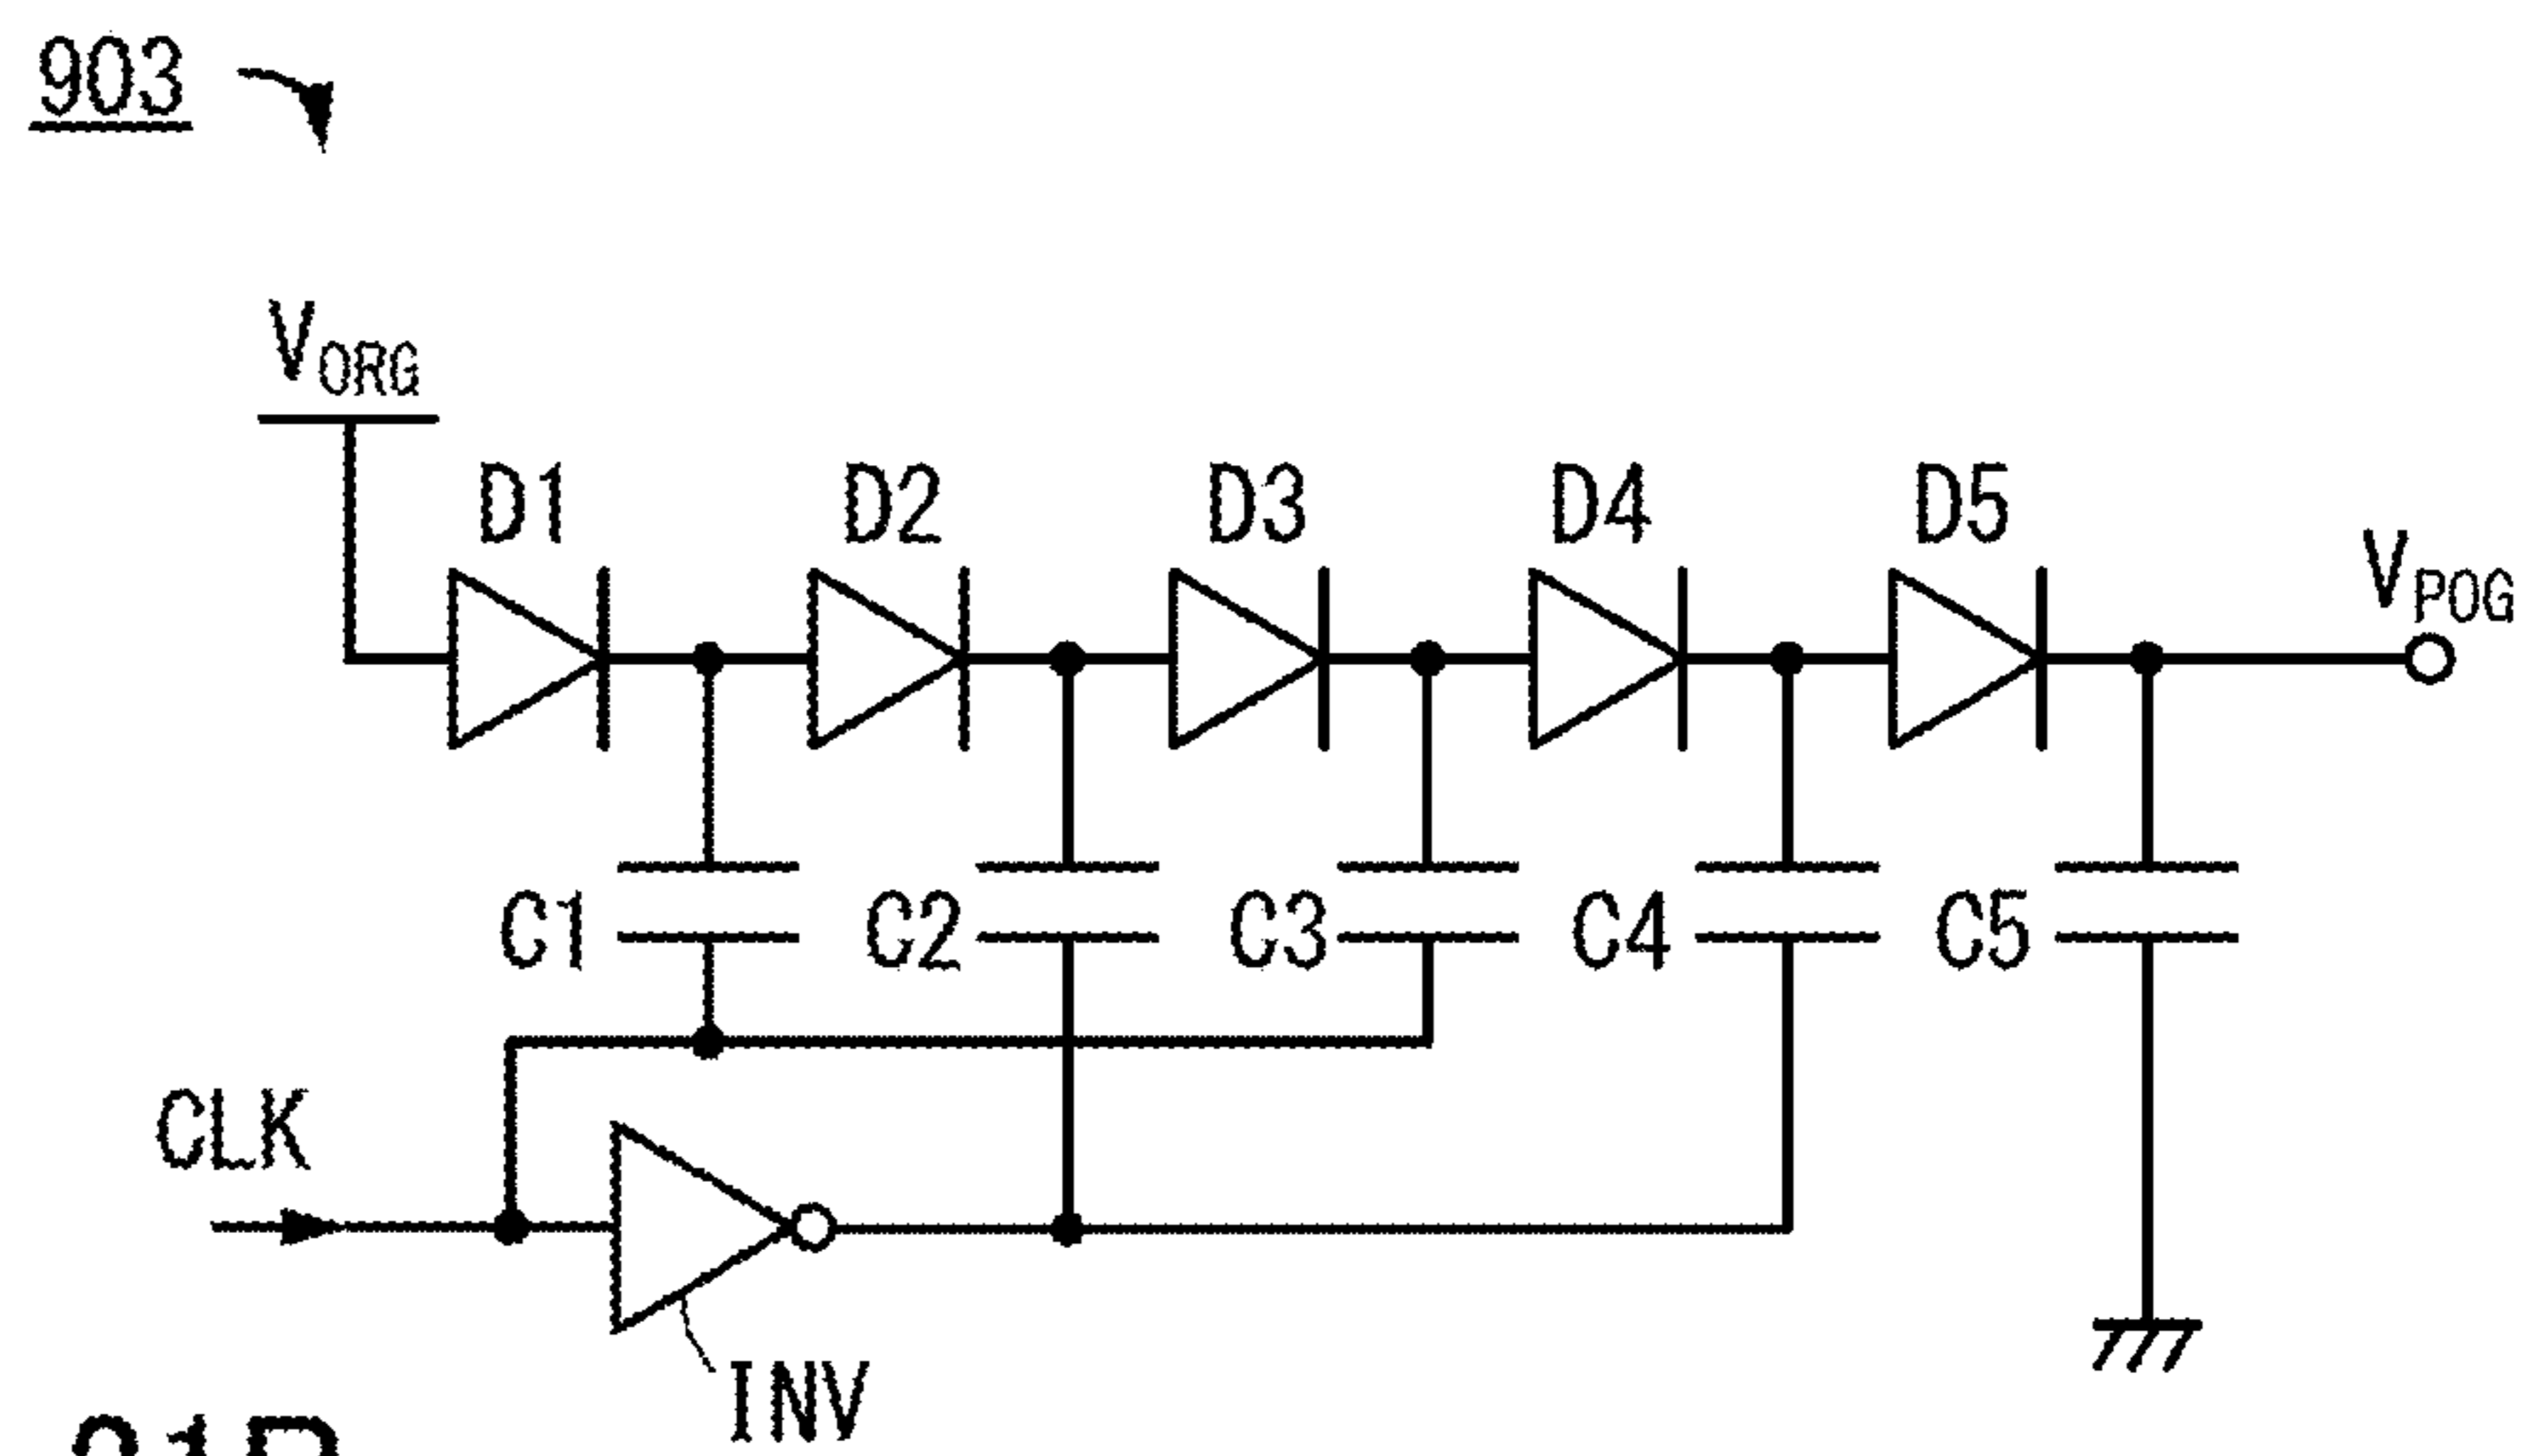 903
VORG
D1 D2 D3 D4 D5
VPOG
C1 C2 C3 C4 C5
CLK
INV